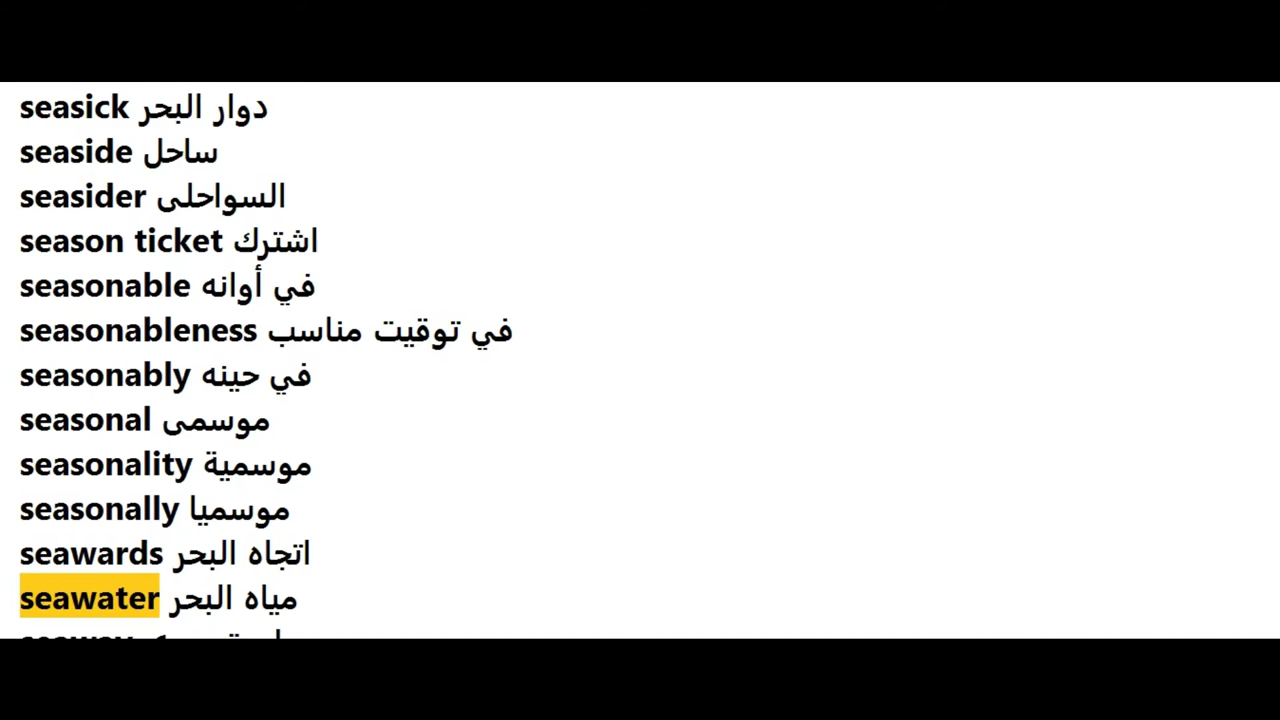 seasick دوار البحر
seaside ساحل
seasider السواحلى
season ticket اشترك
seasonable في أوانه
seasonableness في توقيت مناسب
seasonably في حينه
seasonal موسمى
seasonality موسمية
seasonally موسميا
seawards اتجاه البحر
seawater مياه البحر
seaway